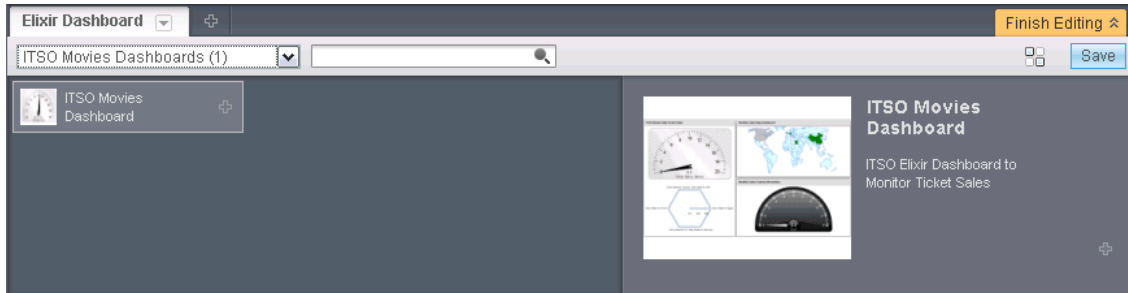 Elixir Dashboard
Finish Editing
ITSO Movies Dashboards (1)
Save
ITSO Movies
Dashboard
ITSO Movies
Dashboard
ITSO Elixir Dashboard to
Monitor Ticket Sales